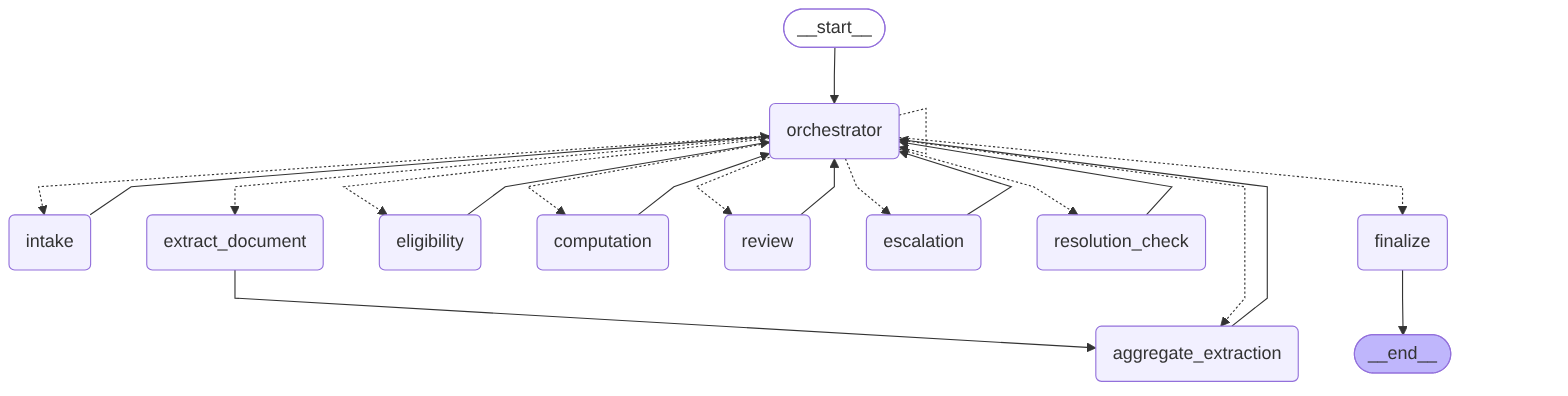 __start__
orchestrator
intake
extract_document
eligibility
computation
review
escalation
resolution_check
finalize
aggregate_extraction
__end__